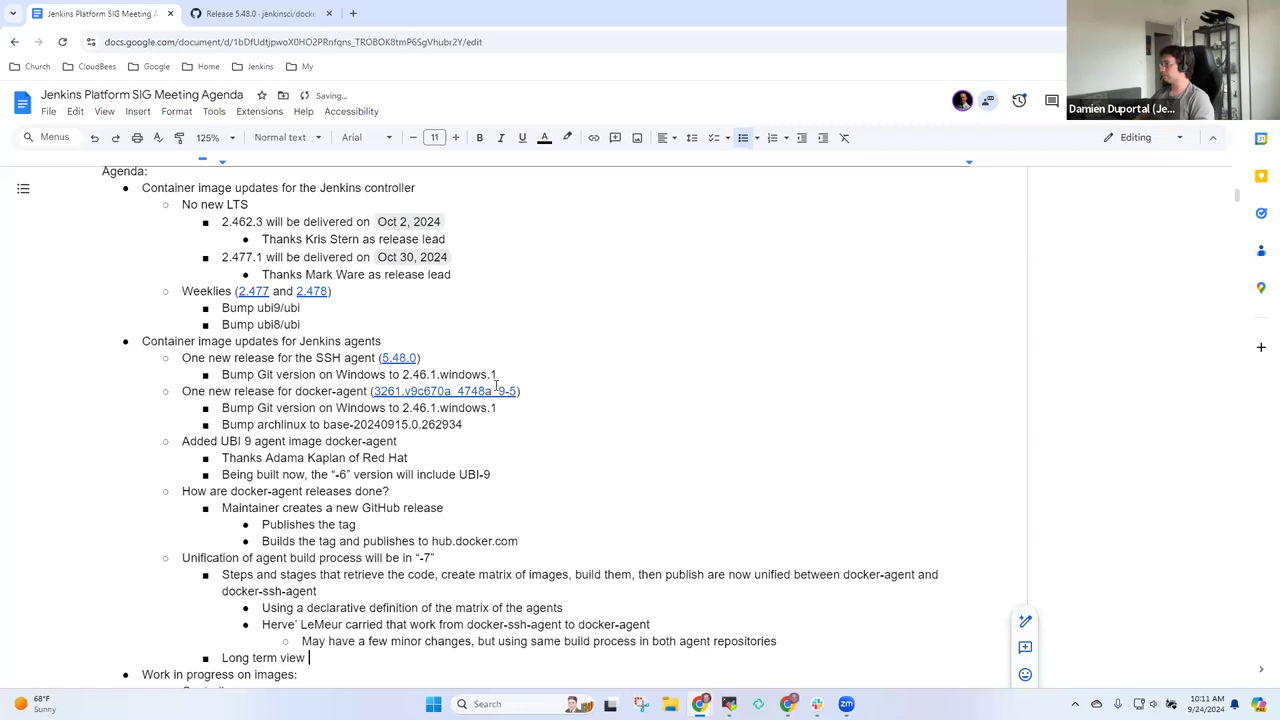 Jenkins Platform SIG Meeting A
Release 5.48.0 · jenkinsci/docke
docs.google.com/document/d/1bDfUdtjpwoX0HO2PRnfqns_TROBOK8tmP6SgVhubr2Y/edit
Church
CloudBees
Google
Home
Jenkins
My
Jenkins Platform SIG Meeting Agenda
Saving...
File Edit View Insert Format Tools Extensions Help Accessibility
Damien Duportal (Je...
Menus
125%
Normal text
Arial
11
Editing
Agenda:
Container image updates for the Jenkins controller
No new LTS
2.462.3 will be delivered on Oct 2, 2024
Thanks Kris Stern as release lead
2.477.1 will be delivered on Oct 30, 2024
Thanks Mark Ware as release lead
Weeklies (2.477 and 2.478)
Bump ubi9/ubi
Bump ubi8/ubi
Container image updates for Jenkins agents
One new release for the SSH agent (5.48.0)
Bump Git version on Windows to 2.46.1.windows.1
One new release for docker-agent (3261.v9c670a_4748a_9-5)
Bump Git version on Windows to 2.46.1.windows.1
Bump archlinux to base-20240915.0.262934
Added UBI 9 agent image docker-agent
Thanks Adama Kaplan of Red Hat
Being built now, the “-6” version will include UBI-9
How are docker-agent releases done?
Maintainer creates a new GitHub release
Publishes the tag
Builds the tag and publishes to hub.docker.com
Unification of agent build process will be in “-7”
Steps and stages that retrieve the code, create matrix of images, build them, then publish are now unified between docker-agent and
docker-ssh-agent
Using a declarative definition of the matrix of the agents
Herve’ LeMeur carried that work from docker-ssh-agent to docker-agent
May have a few minor changes, but using same build process in both agent repositories
Long term view
Work in progress on images:
68°F
Sunny
Search
10:11 AM
9/24/2024